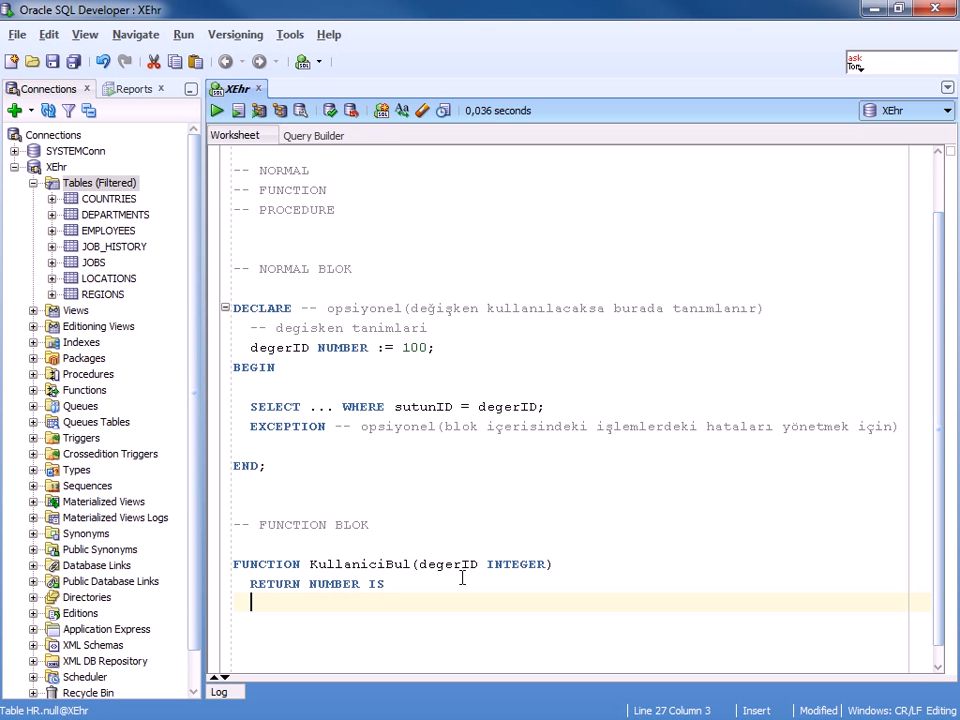 Oracle SQL Developer : XEhr
File Edit View Navigate Run Versioning Tools Help
ask
Tom
Connections Reports XEhr
0,036 seconds XEhr
Worksheet Query Builder
Connections
SYSTEMConn
XEhr
Tables (Filtered)
COUNTRIES
DEPARTMENTS
EMPLOYEES
JOB_HISTORY
JOBS
LOCATIONS
REGIONS
Views
Editioning Views
Indexes
Packages
Procedures
Functions
Queues
Queues Tables
Triggers
Crossedition Triggers
Types
Sequences
Materialized Views
Materialized Views Logs
Synonyms
Public Synonyms
Database Links
Public Database Links
Directories
Editions
Application Express
XML Schemas
XML DB Repository
Scheduler
Recycle Bin
-- NORMAL
-- FUNCTION
-- PROCEDURE
-- NORMAL BLOK
DECLARE -- opsiyonel(değişken kullanılacaksa burada tanımlanır)
-- degisken tanimlari
degerID NUMBER := 100;
BEGIN
SELECT ... WHERE sutunID = degerID;
EXCEPTION -- opsiyonel(blok içerisindeki işlemlerdeki hataları yönetmek için)
END;
-- FUNCTION BLOK
FUNCTION KullaniciBul(degerID INTEGER)
RETURN NUMBER IS
Log
Table HR.null@XEhr Line 27 Column 3 Insert Modified Windows: CR/LF Editing